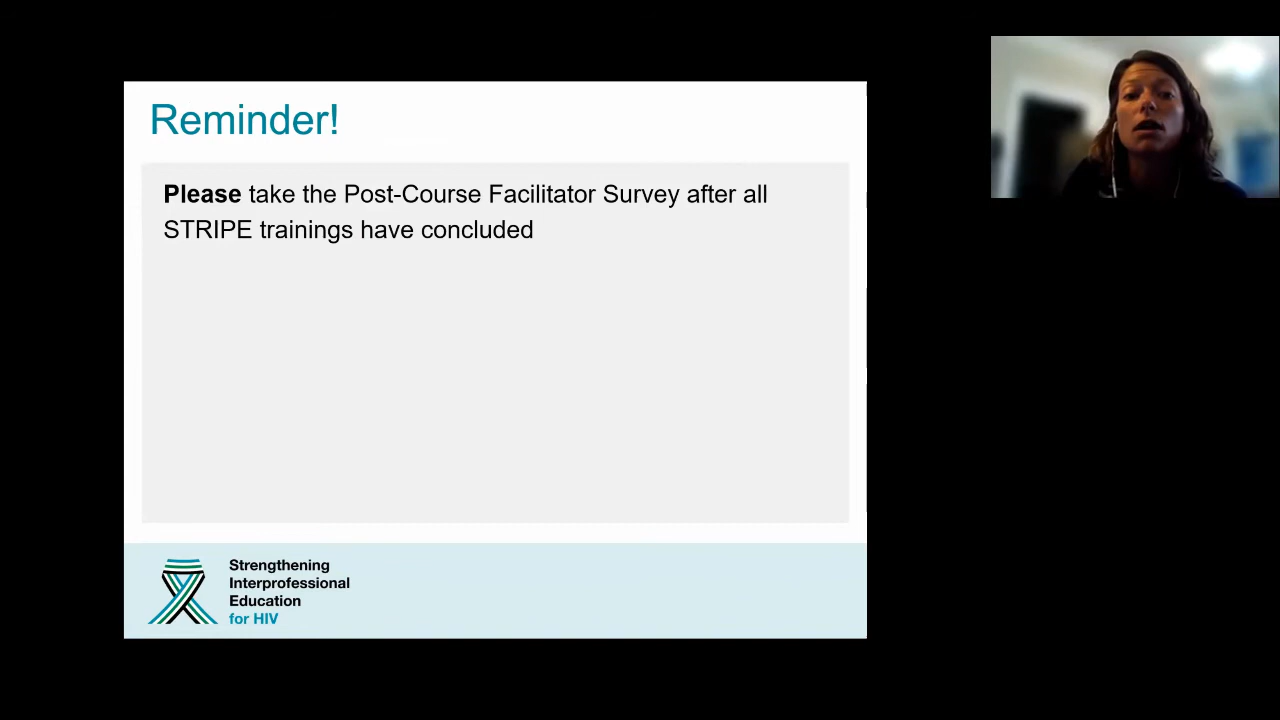 Reminder!
Please take the Post-Course Facilitator Survey after all
STRIPE trainings have concluded
Strengthening
Interprofessional
Education
for HIV